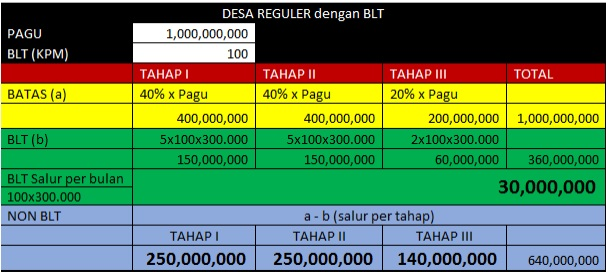 DESA REGULER dengan BLT
PAGU 1,000,000,000
BLT (KPM) 100
TAHAP I TAHAP II TAHAP III TOTAL
BATAS (a) 40% x Pagu 40% x Pagu 20% x Pagu
400,000,000 400,000,000 200,000,000 1,000,000,000
BLT (b) 5x100x300.000 5x100x300.000 2x100x300.000
150,000,000 150,000,000 60,000,000 360,000,000
BLT Salur per bulan 30,000,000
100x300.000
NON BLT a - b (salur per tahap)
TAHAP I TAHAP II TAHAP III
250,000,000 250,000,000 140,000,000 640,000,000